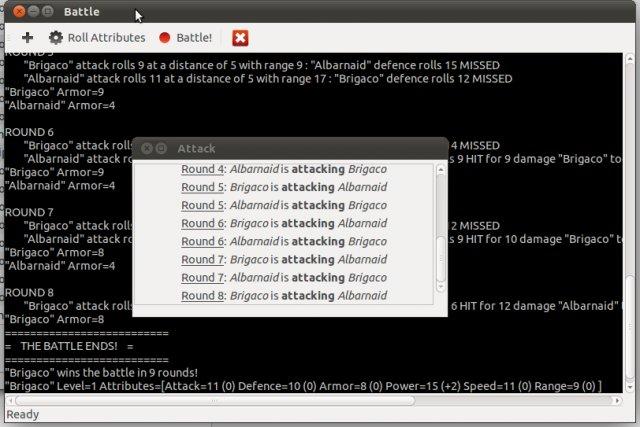 Battle
Roll Attributes Battle!
ROUND 5
"Brigaco" attack rolls 9 at a distance of 5 with range 9 : "Albarnaid" defence rolls 15 MISSED
"Albarnaid" attack rolls 11 at a distance of 5 with range 17 : "Brigaco" defence rolls 12 MISSED
"Brigaco" Armor=9
"Albarnaid" Armor=4
ROUND 6
"Brigaco" attack rolls 4 MISSED
"Albarnaid" attack ro s 9 HIT for 9 damage "Brigaco" to
"Brigaco" Armor=9
"Albarnaid" Armor=4
ROUND 7
"Brigaco" attack rolls 2 MISSED
"Albarnaid" attack ro s 9 HIT for 10 damage "Brigaco" t
"Brigaco" Armor=8
"Albarnaid" Armor=4
ROUND 8
"Brigaco" attack rolls 6 HIT for 12 damage "Albarnaid"
"Brigaco" Armor=8
==========================
= THE BATTLE ENDS! =
==========================
"Brigaco" wins the battle in 9 rounds!
"Brigaco" Level=1 Attributes=[Attack=11 (0) Defence=10 (0) Armor=8 (0) Power=15 (+2) Speed=11 (0) Range=9 (0) ]
Attack
Round 4: Albarnaid is attacking Brigaco
Round 5: Brigaco is attacking Albarnaid
Round 5: Albarnaid is attacking Brigaco
Round 6: Brigaco is attacking Albarnaid
Round 6: Albarnaid is attacking Brigaco
Round 7: Brigaco is attacking Albarnaid
Round 7: Albarnaid is attacking Brigaco
Round 8: Brigaco is attacking Albarnaid
Ready